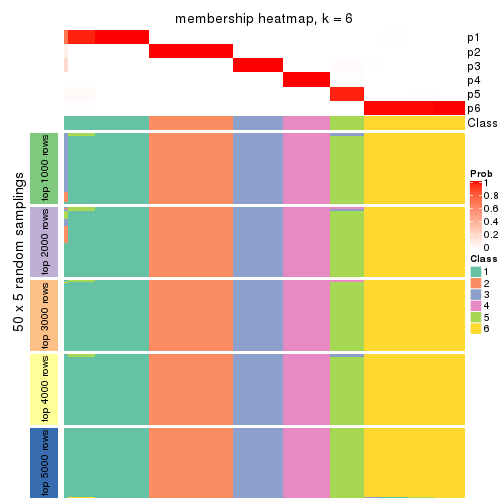 membership heatmap, k = 6
p1
p2
p3
p4
p5
p6
Class
50 x 5 random samplings
top 1000 rows
top 2000 rows
top 3000 rows
top 4000 rows
top 5000 rows
Prob
1
0.8
0.6
0.4
0.2
0
Class
1
2
3
4
5
6